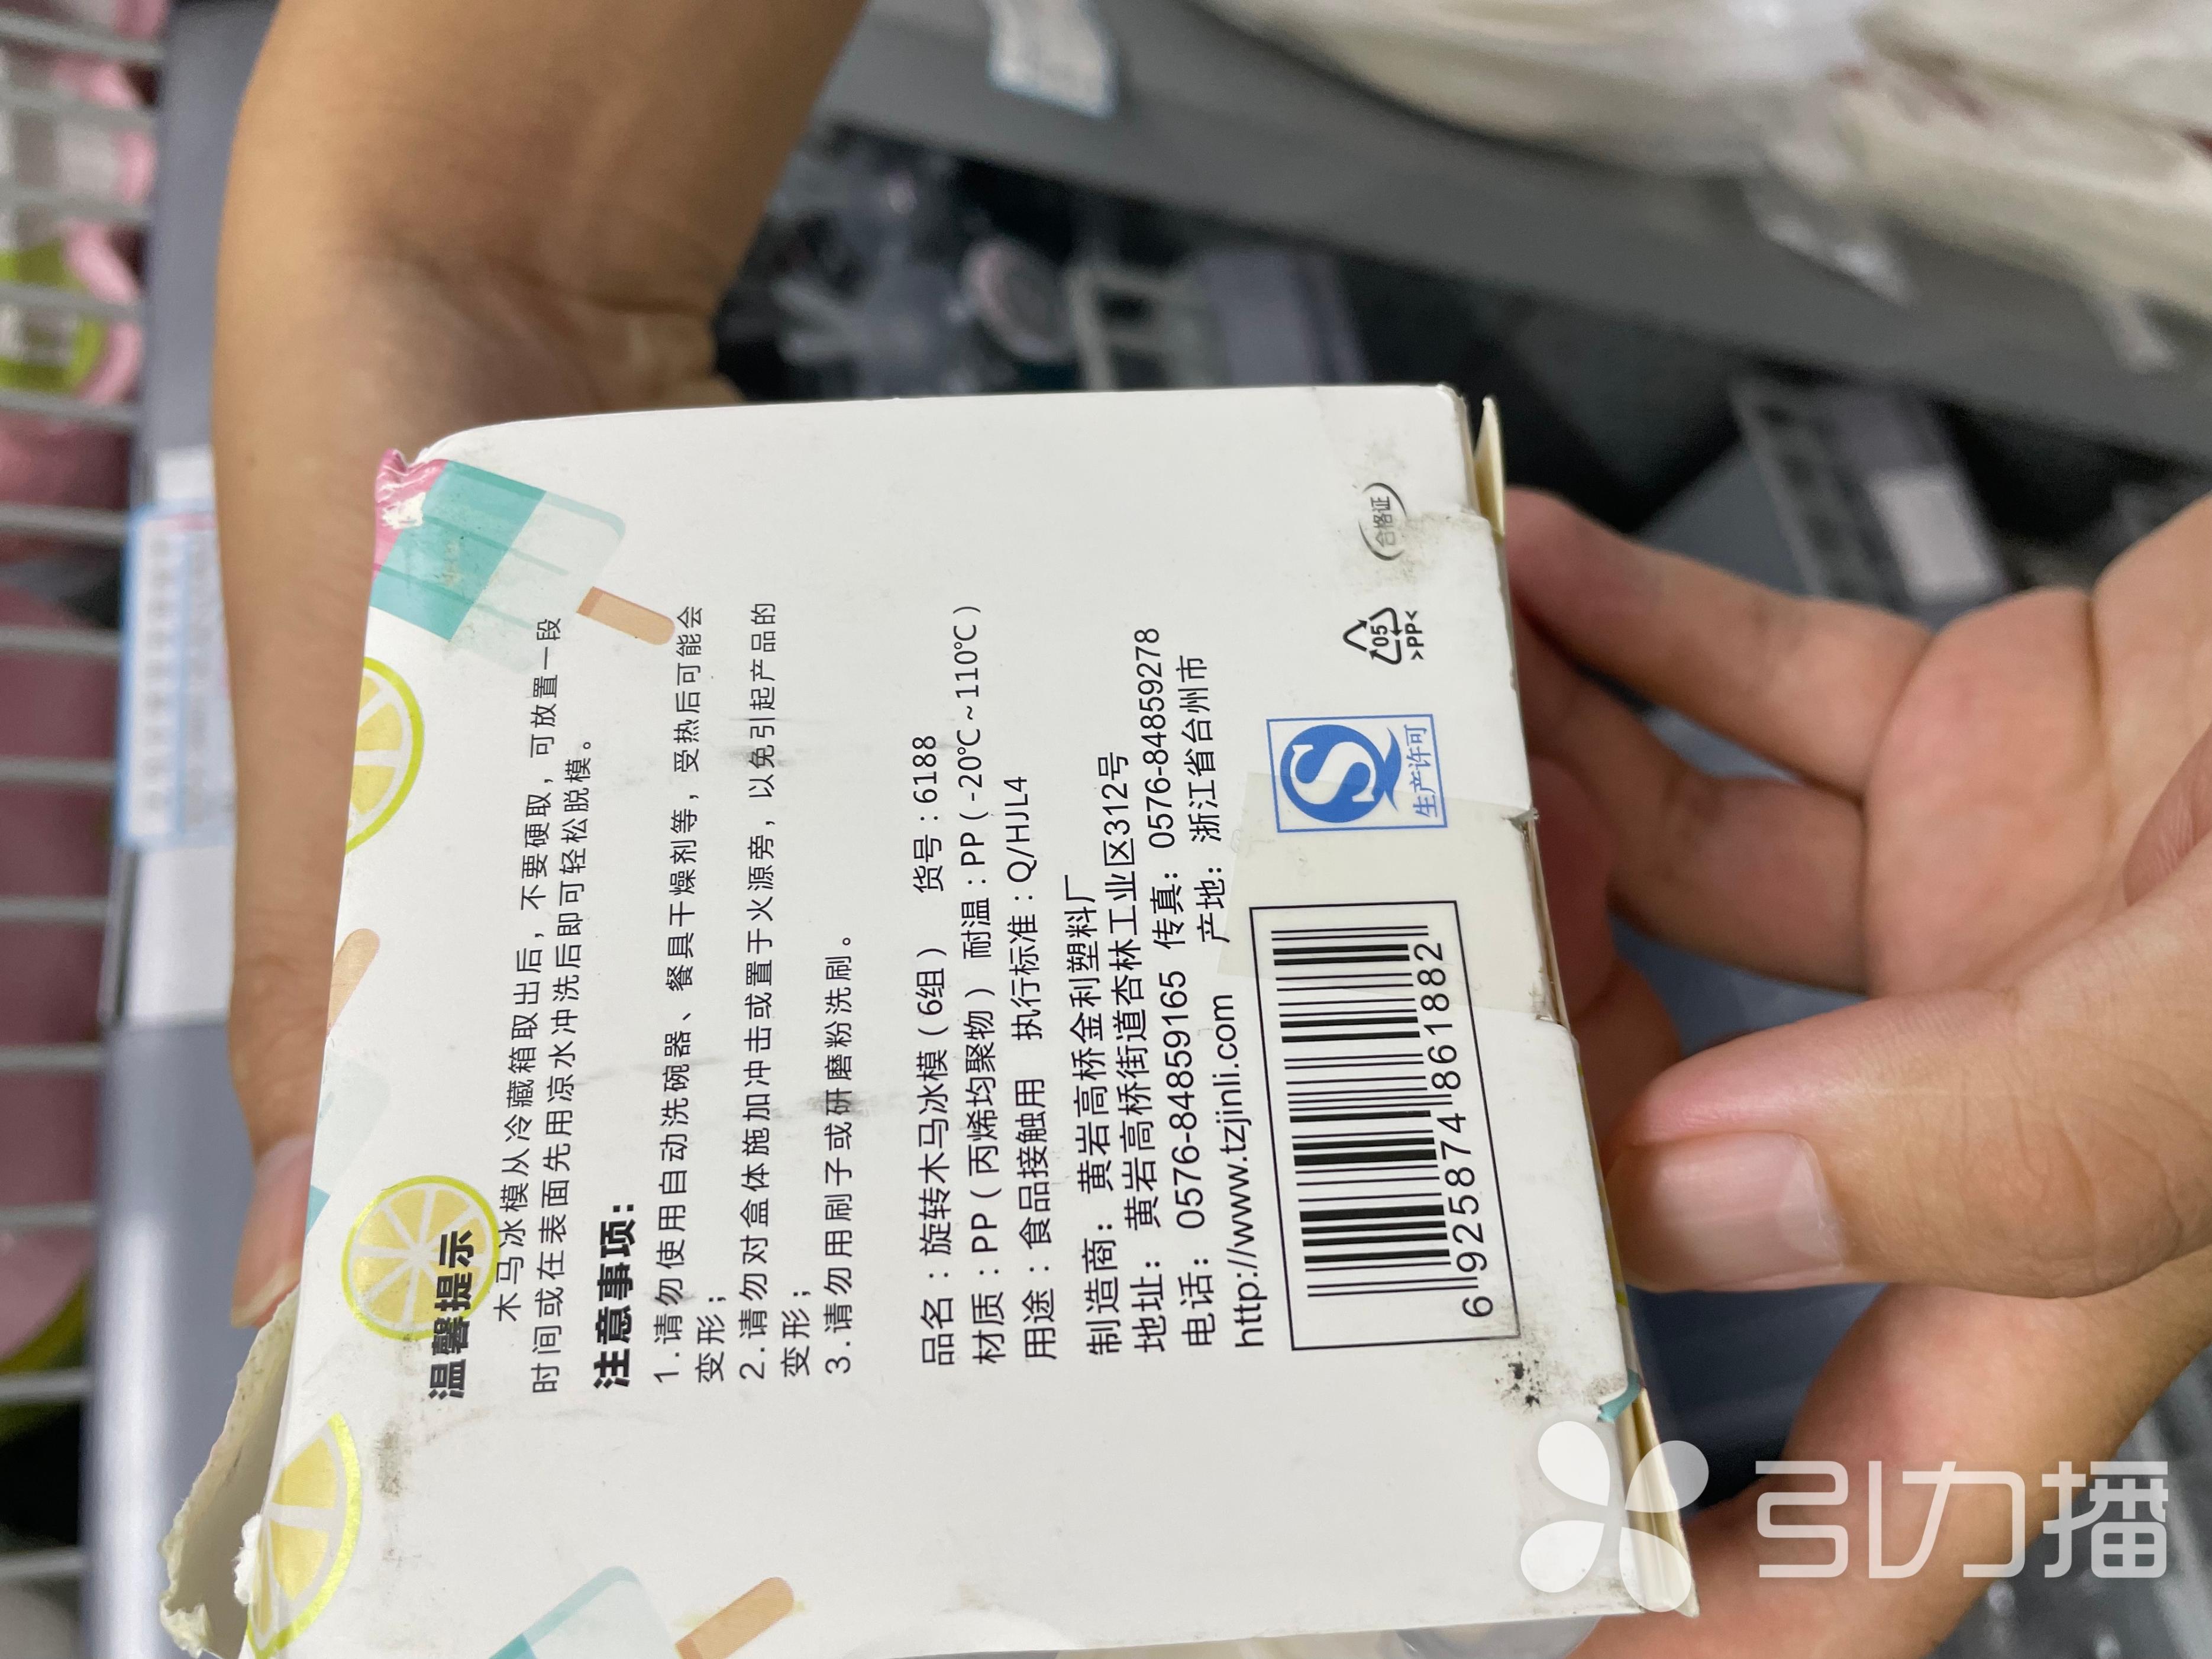 温馨提示
木马冰模从冷藏箱取出后，不要硬取，可放置一段
时间或在表面先用凉水冲洗后即可轻松脱模。
注意事项:
1.请勿使用自动洗碗器、餐具干燥剂等，受热后可能会
变形；
2.请勿对盒体施加冲击或置于火源旁，以免引起产品的
变形；
3.请勿用刷子或研磨粉洗刷。
品名：旋转木马冰模（6组） 货号：6188
材质：PP（丙烯均聚物） 耐温：PP（-20℃~110℃）
用途：食品接触用 执行标准：Q/HJL4
制造商：黄岩高桥金利塑料厂
地址：黄岩高桥街道杏林工业区312号
电话：0576-84859165 传真：0576-84859278
http://www.tzjinli.com 产地：浙江省台州市
6925874861882
生产许可
05
>PP<
合格证
引力播